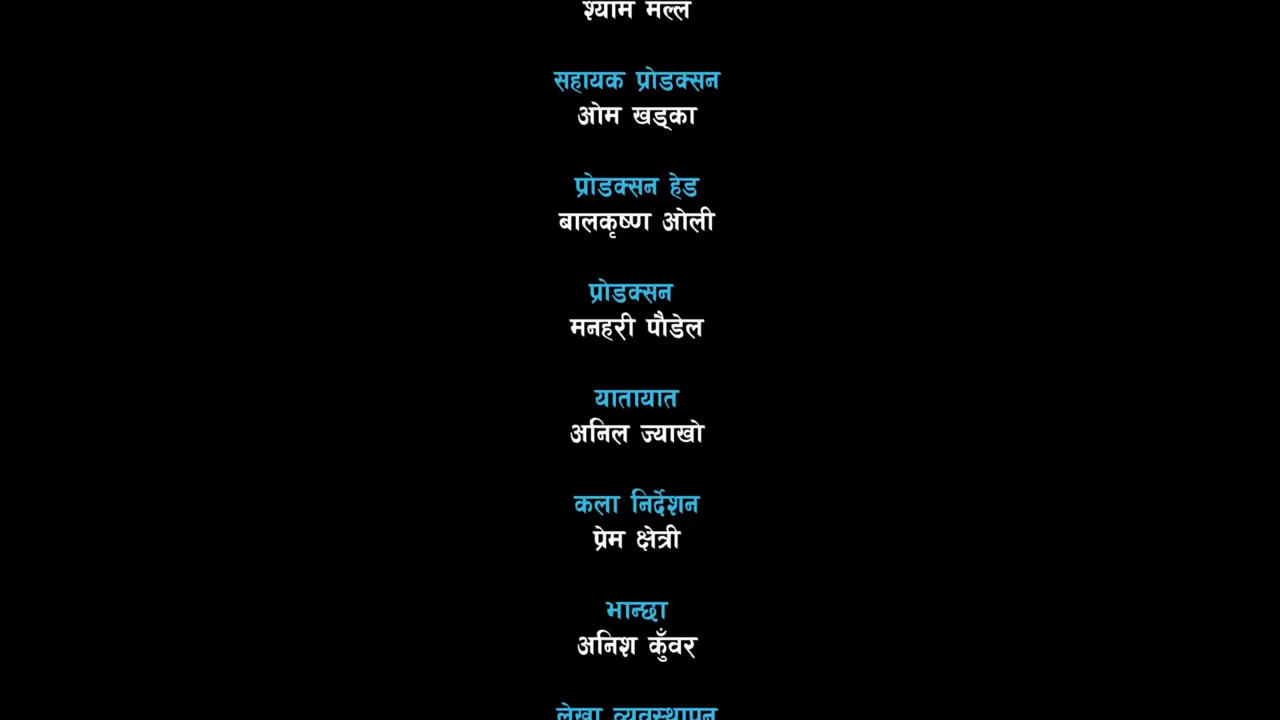 श्याम मल्ल
सहायक प्रोडक्सन
ओम खड्का
प्रोडक्सन हेड
बालकृष्ण ओली
प्रोडक्सन
मनहरी पौडेल
यातायात
अनिल ज्याखो
कला निर्देशन
प्रेम क्षेत्री
भान्छा
अनिश कुँवर
लेखा व्यवस्थापन